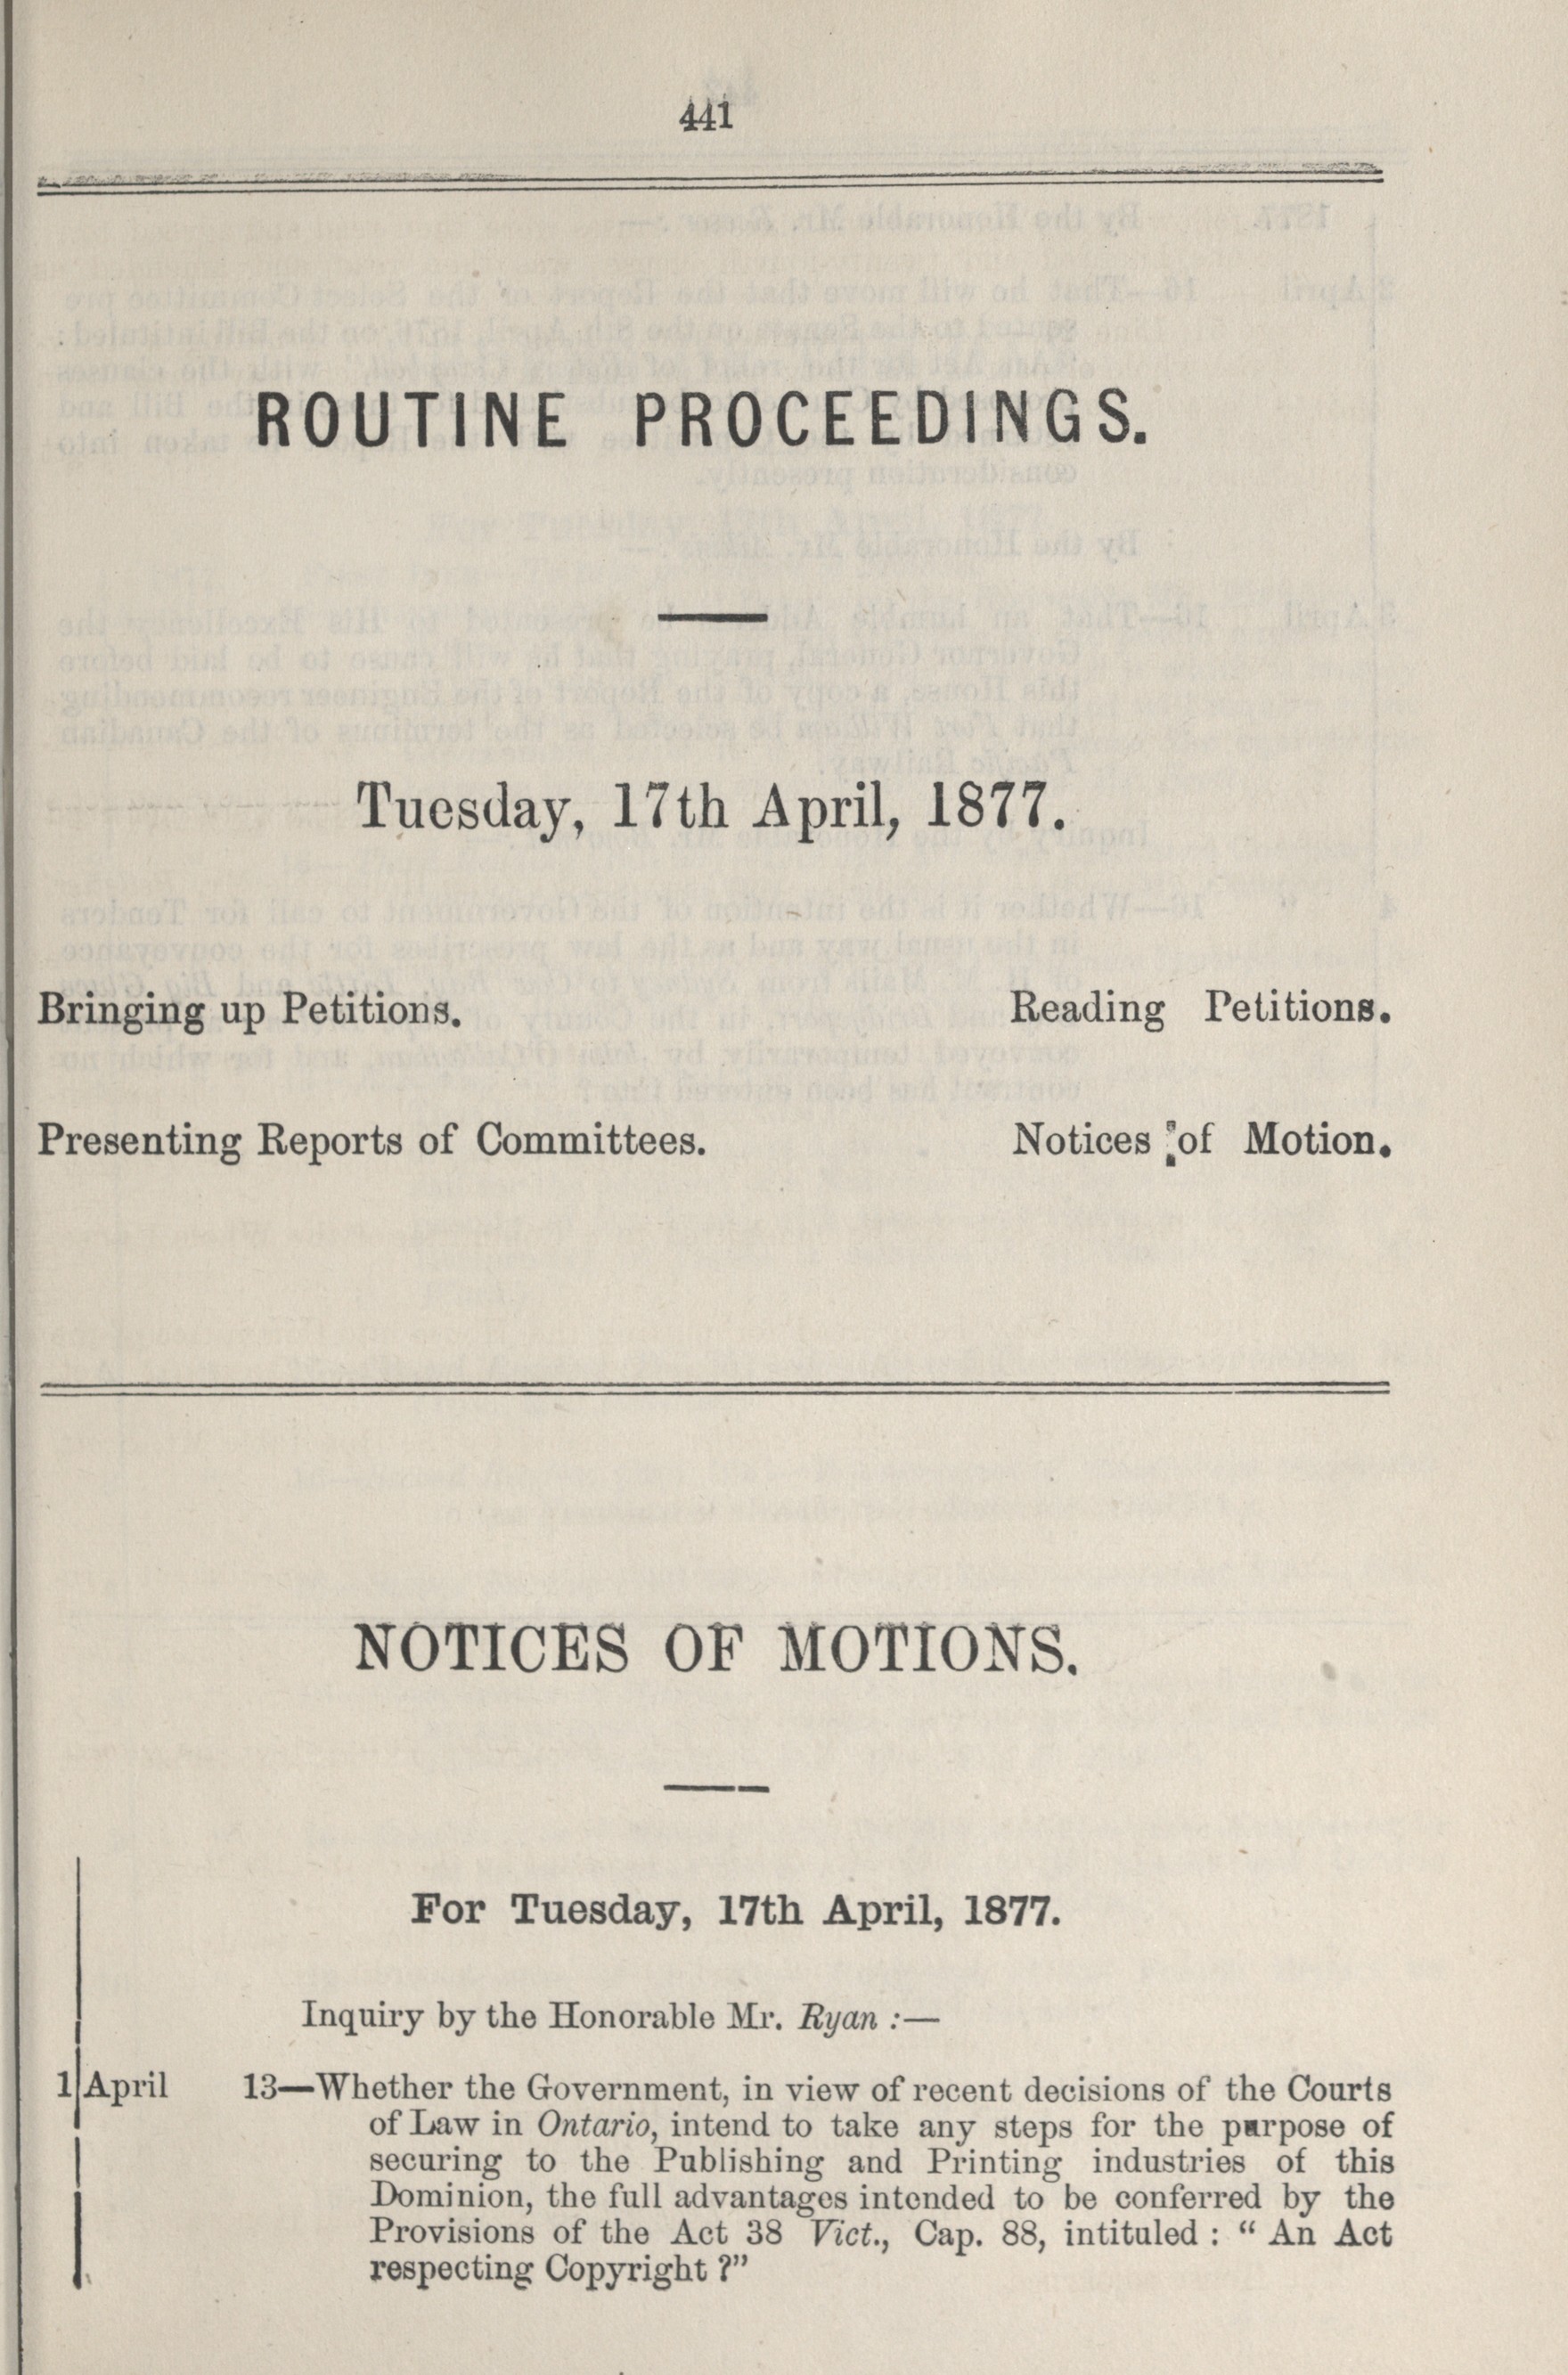 441
ROUTINE PROCEEDINGS.
Tuesday, 17th April, 1877.
Bringing up Petitions. Reading Petitions.
Presenting Reports of Committees. Notices of Motion.
NOTICES OF MOTIONS.
For Tuesday, 17th April, 1877.
Inquiry by the Honorable Mr. Ryan :—
1 April 13—Whether the Government, in view of recent decisions of the Courts
of Law in Ontario, intend to take any steps for the purpose of
securing to the Publishing and Printing industries of this
Dominion, the full advantages intended to be conferred by the
Provisions of the Act 38 Vict., Cap. 88, intituled : “ An Act
respecting Copyright ?”